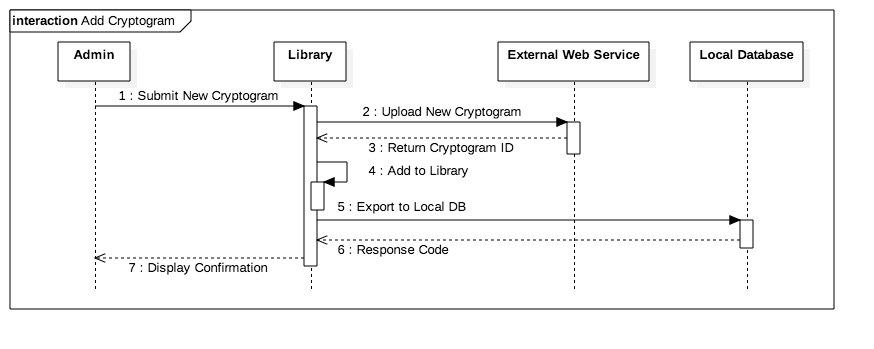 interaction Add Cryptogram
Admin
Library
External Web Service
Local Database
1 : Submit New Cryptogram
2 : Upload New Cryptogram
3 : Return Cryptogram ID
4 : Add to Library
5 : Export to Local DB
6 : Response Code
7 : Display Confirmation